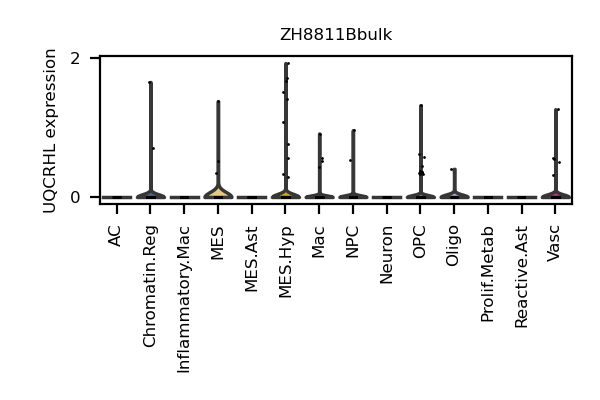 ZH8811Bbulk
UQCRHL expression
2
0
AC
Chromatin.Reg
Inflammatory.Mac
MES
MES.Ast
MES.Hyp
Mac
NPC
Neuron
OPC
Oligo
Prolif.Metab
Reactive.Ast
Vasc